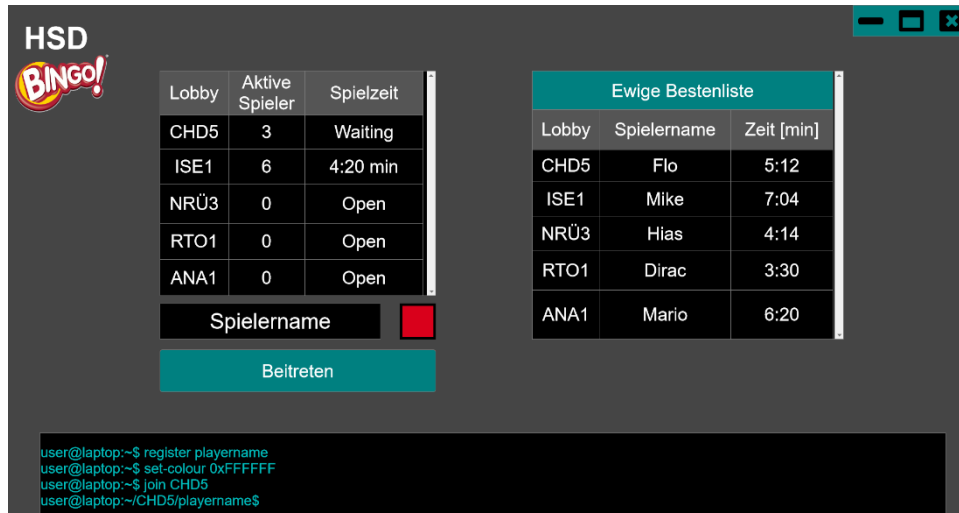 HSD
BINGO!
Lobby Aktive Spieler Spielzeit
CHD5 3 Waiting
ISE1 6 4:20 min
NRÜ3 0 Open
RTO1 0 Open
ANA1 0 Open
Spielername
Beitreten
Ewige Bestenliste
Lobby Spielername Zeit [min]
CHD5 Flo 5:12
ISE1 Mike 7:04
NRÜ3 Hias 4:14
RTO1 Dirac 3:30
ANA1 Mario 6:20
user@laptop:~$ register playername
user@laptop:~$ set-colour 0xFFFFFF
user@laptop:~$ join CHD5
user@laptop:~/CHD5/playername$